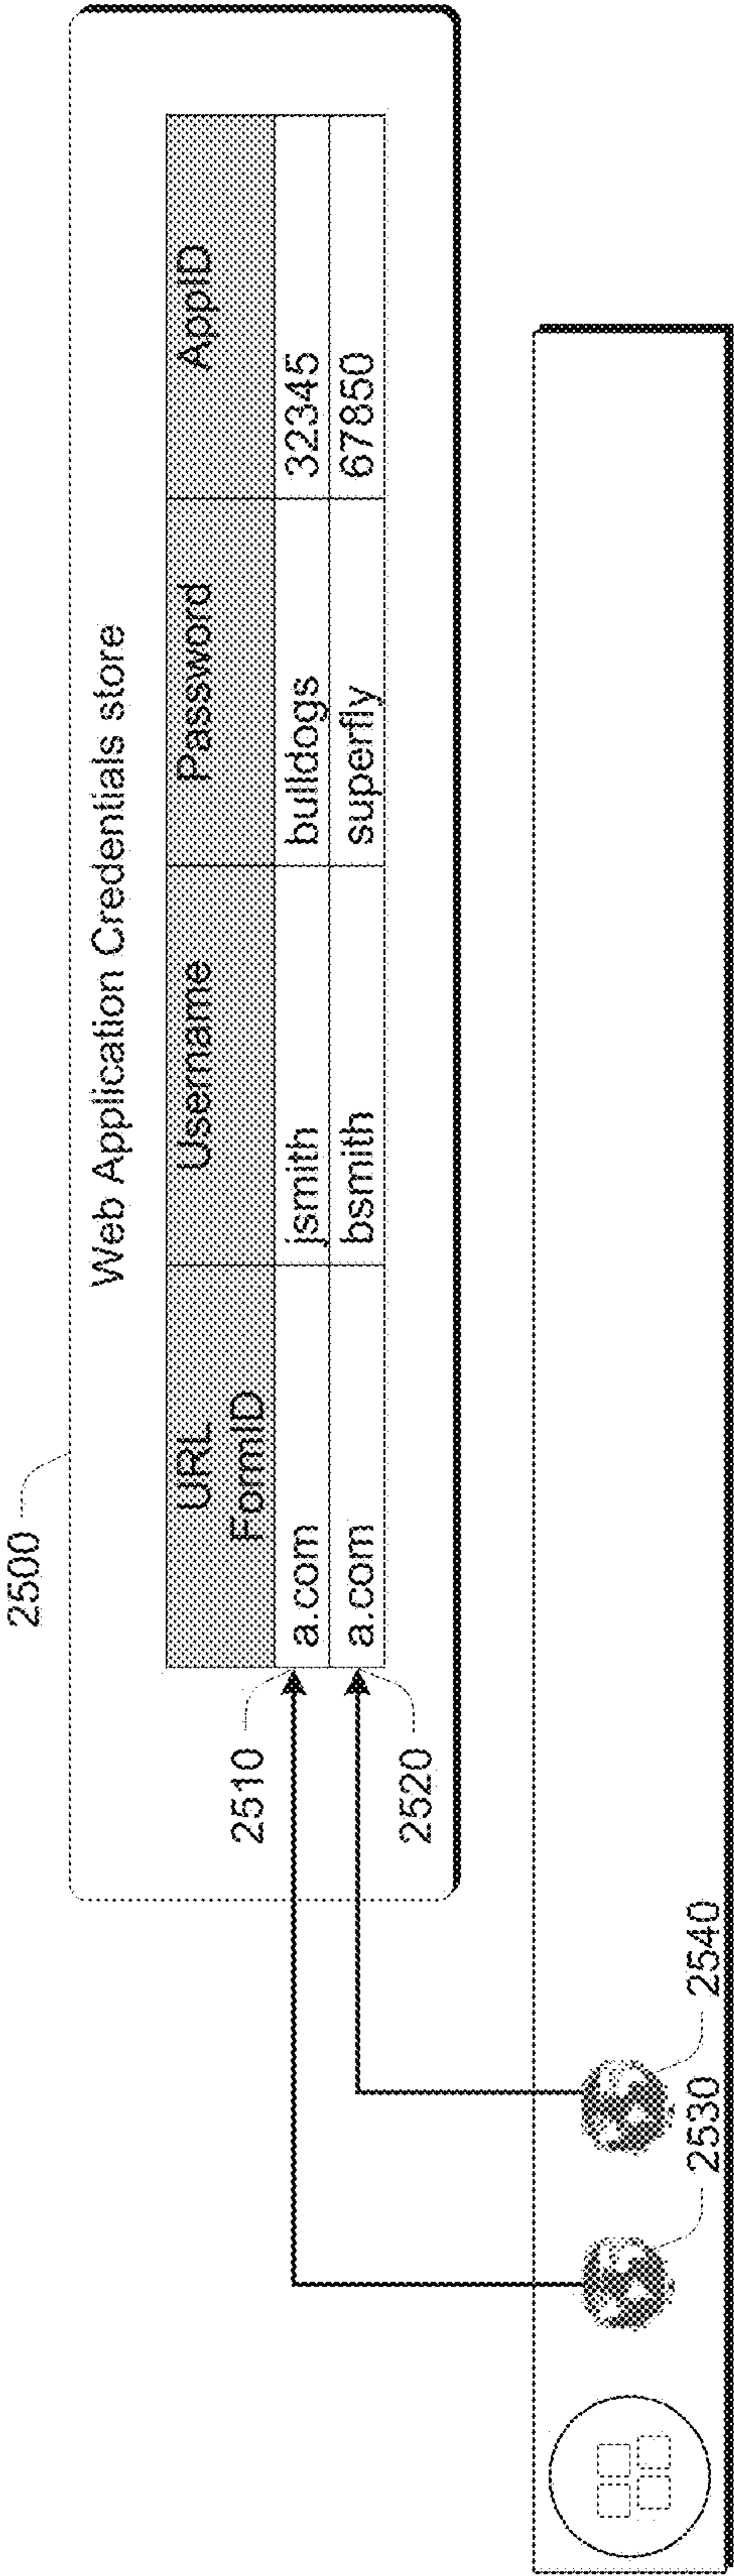 2500
Web Application Credentials store
URL FormID Username Password AppID
2510
a.com jsmith bulldogs 32345
a.com bsmith superfly 67850
2520
2530 2540